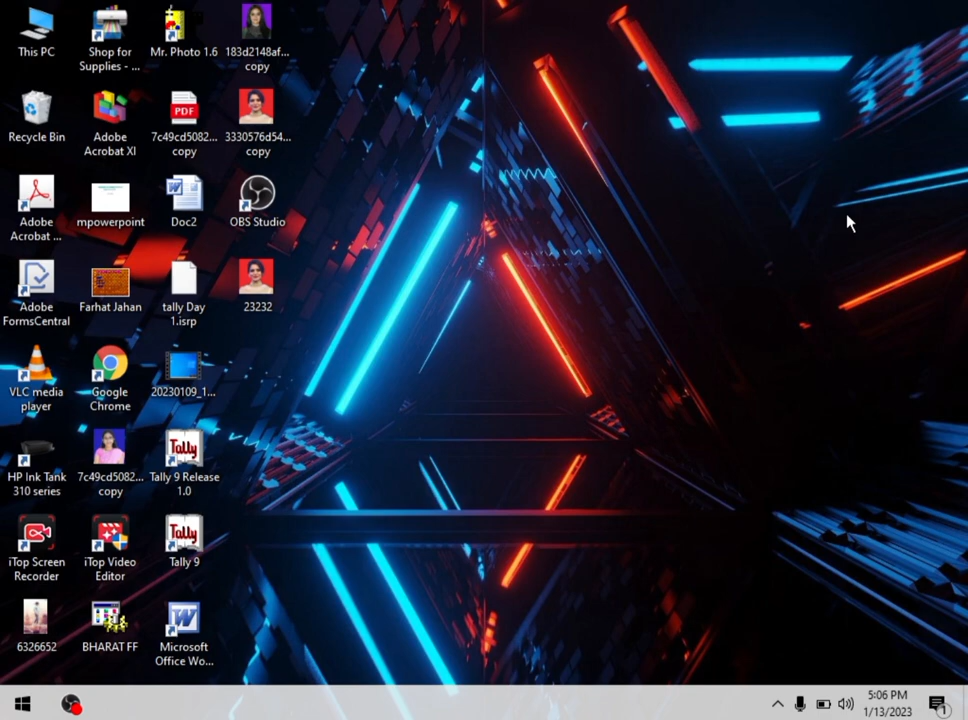 This PC
Shop for
Supplies - ...
Mr. Photo 1.6
183d2148af...
copy
Recycle Bin
Adobe
Acrobat XI
PDF
7c49cd5082...
copy
3330576d54...
copy
Adobe
Acrobat ...
mpowerpoint
Doc2
OBS Studio
Adobe
FormsCentral
Farhat Jahan
tally Day
1.isrp
23232
VLC media
player
Google
Chrome
20230109_1...
HP Ink Tank
310 series
7c49cd5082...
copy
Tally
Tally 9 Release
1.0
iTop Screen
Recorder
iTop Video
Editor
Tally
Tally 9
6326652
BHARAT FF
Microsoft
Office Wo...
5:06 PM
1/13/2023
1